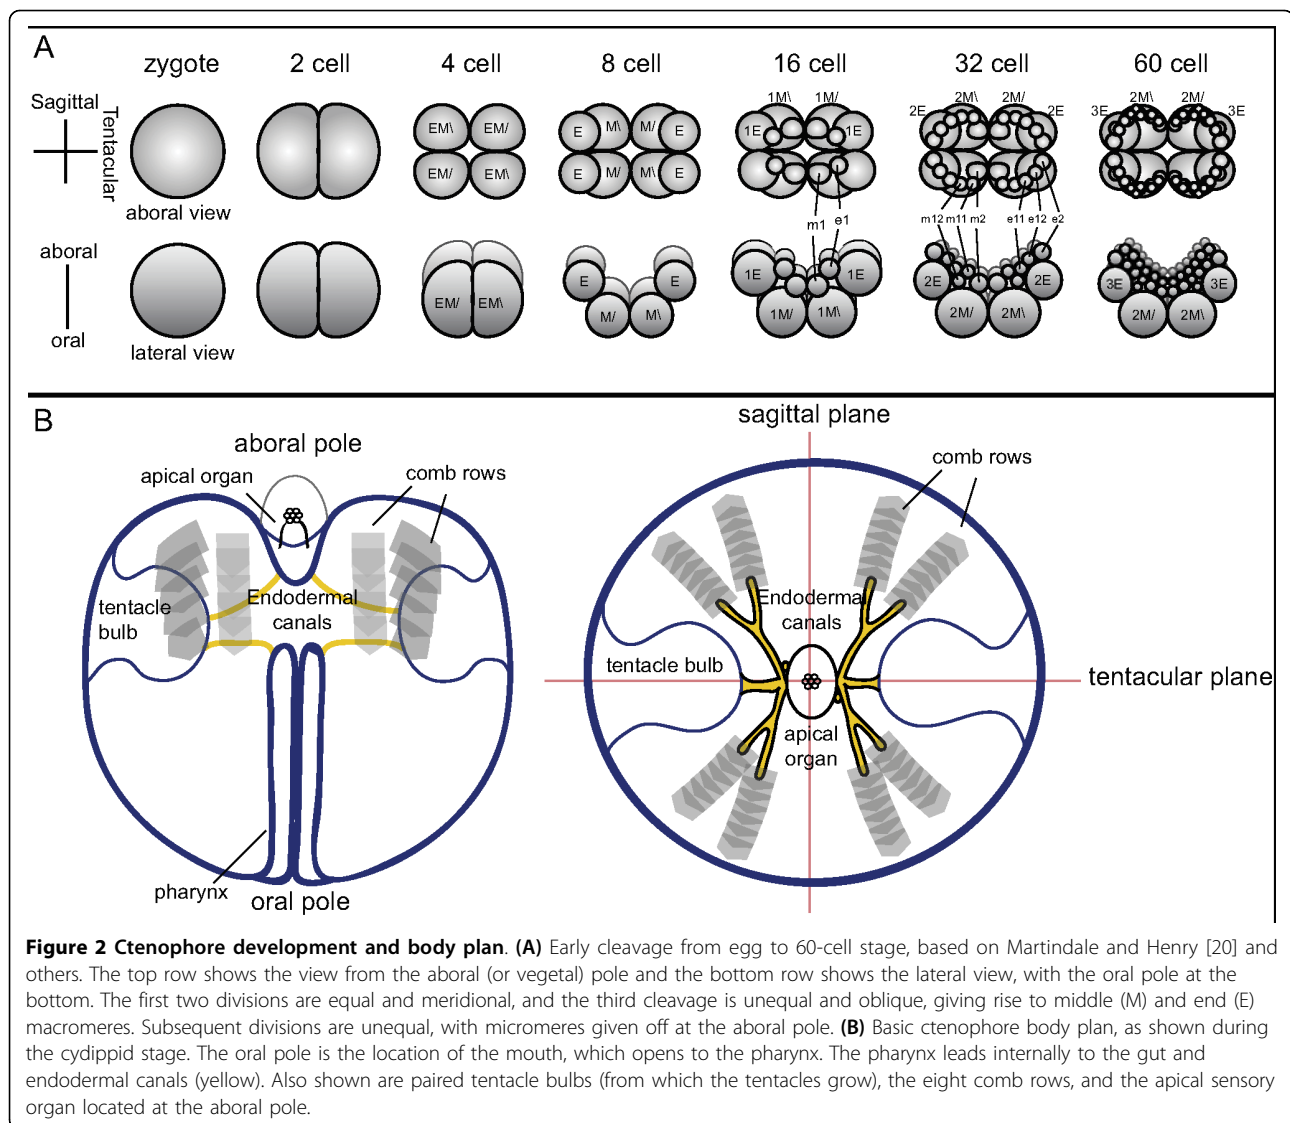 A
zygote 2 cell 4 cell 8 cell 16 cell 32 cell 60 cell
Sagittal
Tentacular
1M\ 1M/ 2E 2M\ 2M/ 2E 3E 2M\ 2M/ 3E
EM\ EM/ E M\ M/ E 1E 1E
EM/ EM\ E M/ M\ E
aboral view
m1 e1 m12 m11 m2 e11 e12 e2
aboral
oral
EM/ EM\ E E 1E 1E 2E 2E 3E 3E
M/ M\ 1M/ 1M\ 2M/ 2M\ 2M/ 2M\
lateral view
B
aboral pole
apical organ
comb rows
tentacle
bulb
Endodermal
canals
pharynx
oral pole
sagittal plane
comb rows
Endodermal
canals
tentacle bulb
tentacular plane
apical
organ
Figure 2 Ctenophore development and body plan. (A) Early cleavage from egg to 60-cell stage, based on Martindale and Henry [20] and
others. The top row shows the view from the aboral (or vegetal) pole and the bottom row shows the lateral view, with the oral pole at the
bottom. The first two divisions are equal and meridional, and the third cleavage is unequal and oblique, giving rise to middle (M) and end (E)
macromeres. Subsequent divisions are unequal, with micromeres given off at the aboral pole. (B) Basic ctenophore body plan, as shown during
the cydippid stage. The oral pole is the location of the mouth, which opens to the pharynx. The pharynx leads internally to the gut and
endodermal canals (yellow). Also shown are paired tentacle bulbs (from which the tentacles grow), the eight comb rows, and the apical sensory
organ located at the aboral pole.